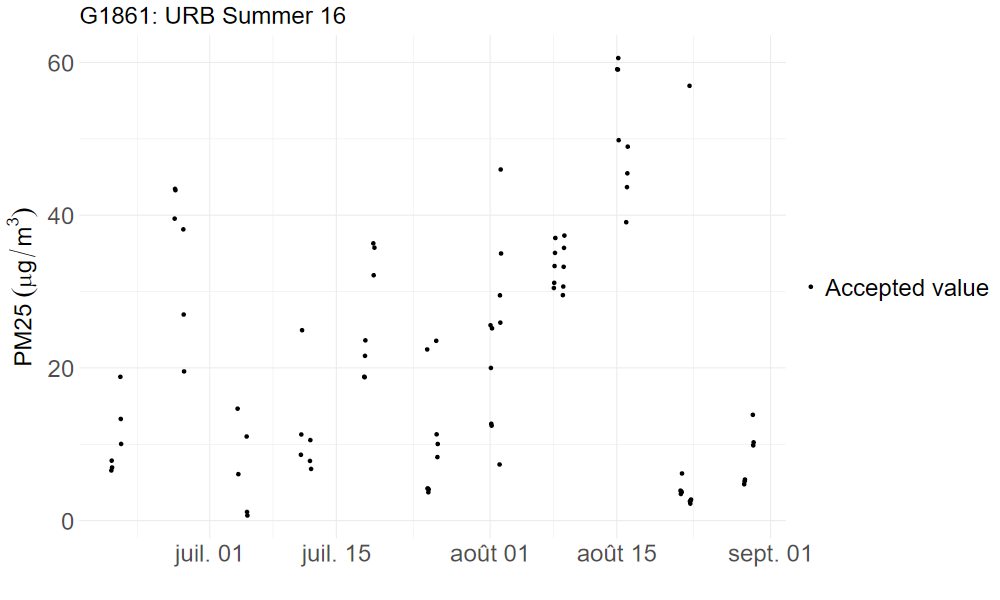 G1861: URB Summer 16
60
40
20
0
PM25 (μg/m³)
juil. 01
juil. 15
août 01
août 15
sept. 01
Accepted value